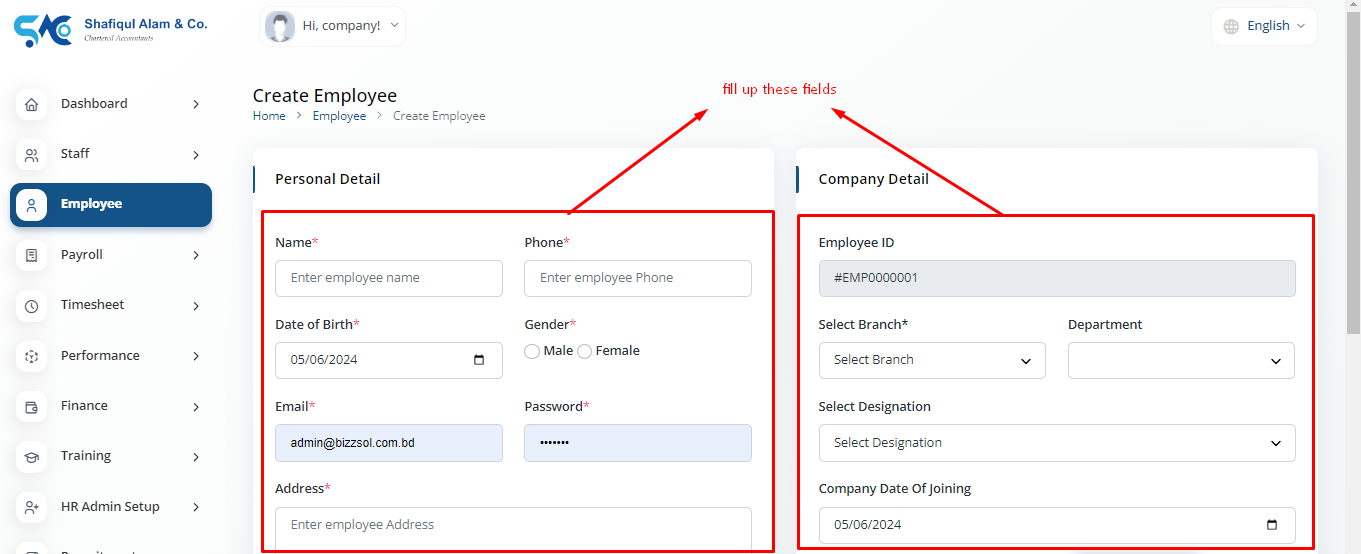 Shafiqul Alam & Co.
Chartered Accountants
Hi, company!
English
Dashboard
Staff
Employee
Payroll
Timesheet
Performance
Finance
Training
HR Admin Setup
Create Employee
Home > Employee > Create Employee
fill up these fields
Personal Detail
Name* Phone*
Enter employee name Enter employee Phone
Date of Birth* Gender*
05/06/2024 Male Female
Email* Password*
admin@bizzsol.com.bd •••••••
Address*
Enter employee Address
Company Detail
Employee ID
#EMP0000001
Select Branch* Department
Select Branch
Select Designation
Select Designation
Company Date Of Joining
05/06/2024